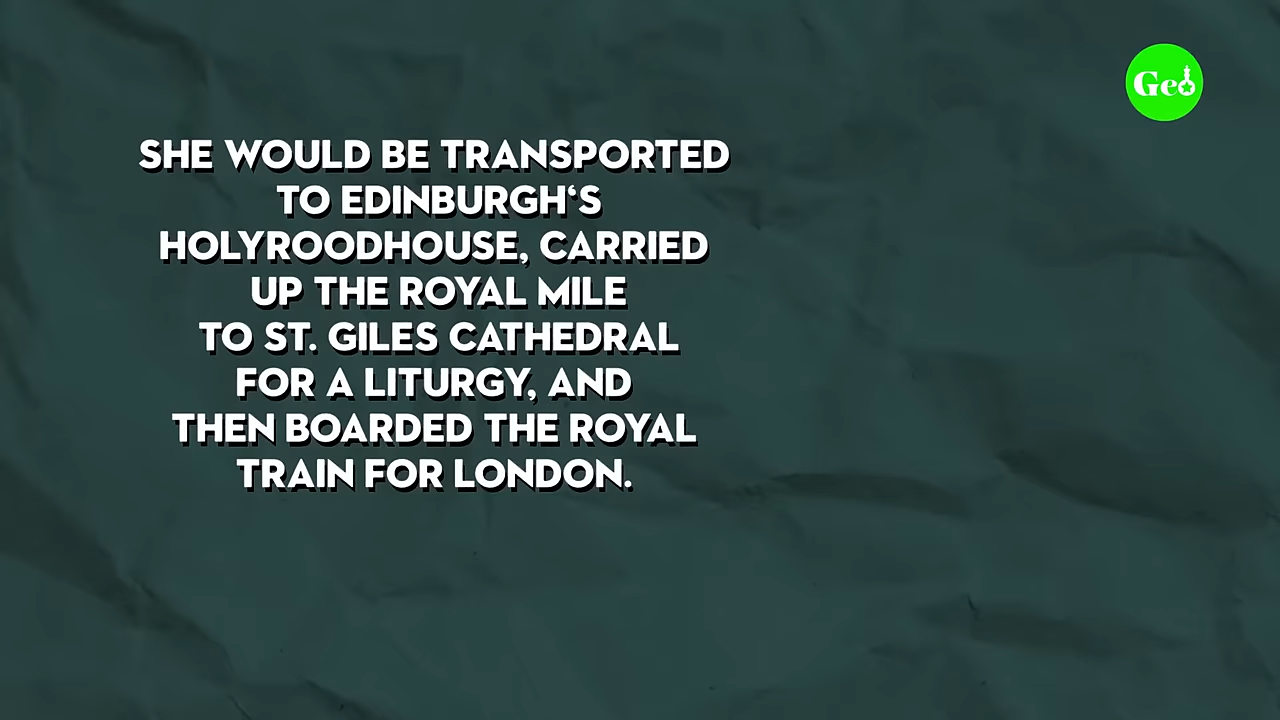 Geo
SHE WOULD BE TRANSPORTED
TO EDINBURGH‘S
HOLYROODHOUSE, CARRIED
UP THE ROYAL MILE
TO ST. GILES CATHEDRAL
FOR A LITURGY, AND
THEN BOARDED THE ROYAL
TRAIN FOR LONDON.